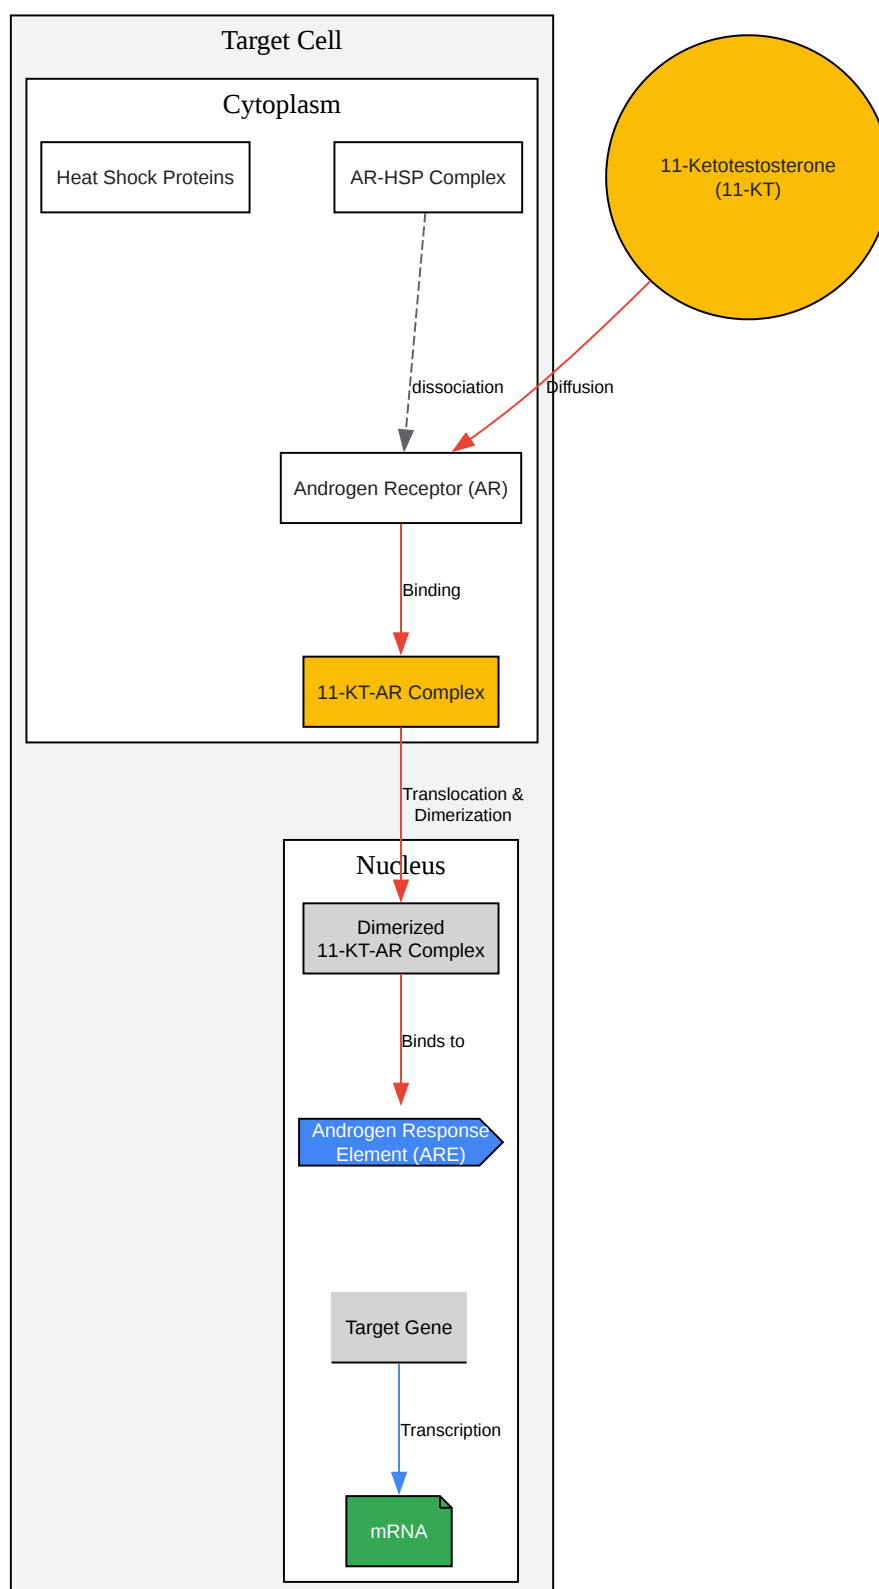 Target Cell
Cytoplasm
Heat Shock Proteins
AR-HSP Complex
11-Ketotestosterone
(11-KT)
dissociation
Diffusion
Androgen Receptor (AR)
Binding
11-KT-AR Complex
Translocation &
Dimerization
Nucleus
Dimerized
11-KT-AR Complex
Binds to
Androgen Response
Element (ARE)
Target Gene
Transcription
mRNA